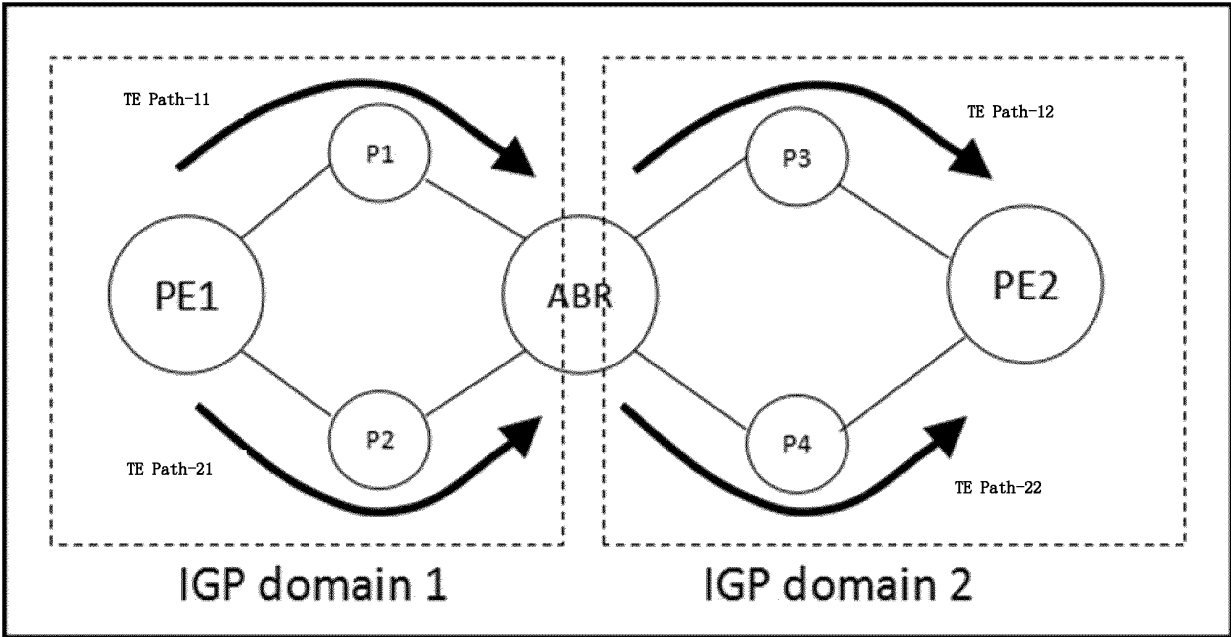 TE Path-11
TE Path-12
P1
P3
PE1
ABR
PE2
P2
P4
TE Path-21
TE Path-22
IGP domain 1
IGP domain 2